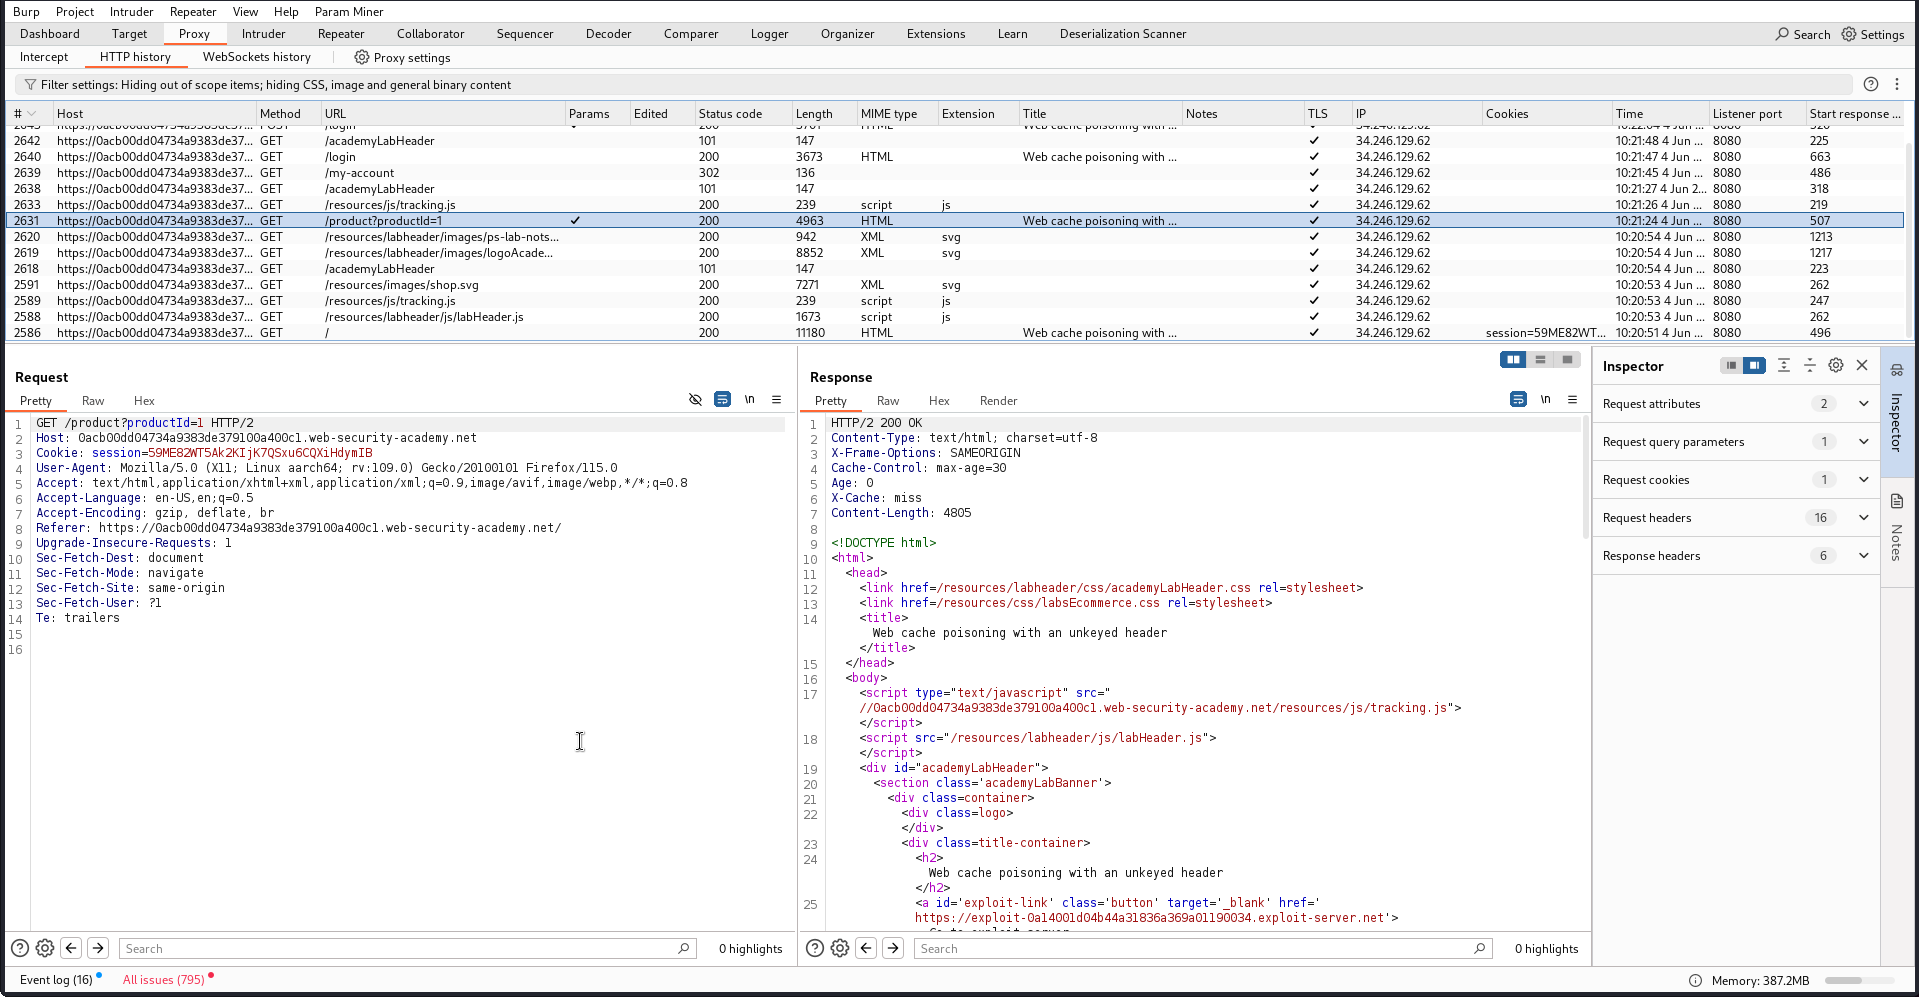 Burp Project Intruder Repeater View Help Param Miner
Dashboard Target Proxy Intruder Repeater Collaborator Sequencer Decoder Comparer Logger Organizer Extensions Learn Deserialization Scanner Search Settings
Intercept HTTP history WebSockets history Proxy settings
Filter settings: Hiding out of scope items; hiding CSS, image and general binary content
# Host Method URL Params Edited Status code Length MIME type Extension Title Notes TLS IP Cookies Time Listener port Start response ...
2642 https://0acb00dd04734a9383de37... GET /academyLabHeader 101 147 ✓ 34.246.129.62 10:21:48 4 Jun ... 8080 225
2640 https://0acb00dd04734a9383de37... GET /login 200 3673 HTML Web cache poisoning with ... ✓ 34.246.129.62 10:21:47 4 Jun ... 8080 663
2639 https://0acb00dd04734a9383de37... GET /my-account 302 136 ✓ 34.246.129.62 10:21:45 4 Jun ... 8080 486
2638 https://0acb00dd04734a9383de37... GET /academyLabHeader 101 147 ✓ 34.246.129.62 10:21:27 4 Jun 2... 8080 318
2633 https://0acb00dd04734a9383de37... GET /resources/js/tracking.js 200 239 script js ✓ 34.246.129.62 10:21:26 4 Jun ... 8080 219
2631 https://0acb00dd04734a9383de37... GET /product?productId=1 ✓ 200 4963 HTML Web cache poisoning with ... ✓ 34.246.129.62 10:21:24 4 Jun ... 8080 507
2620 https://0acb00dd04734a9383de37... GET /resources/labheader/images/ps-lab-nots... 200 942 XML svg ✓ 34.246.129.62 10:20:54 4 Jun ... 8080 1213
2619 https://0acb00dd04734a9383de37... GET /resources/labheader/images/logoAcade... 200 8852 XML svg ✓ 34.246.129.62 10:20:54 4 Jun ... 8080 1217
2618 https://0acb00dd04734a9383de37... GET /academyLabHeader 101 147 ✓ 34.246.129.62 10:20:54 4 Jun ... 8080 223
2591 https://0acb00dd04734a9383de37... GET /resources/images/shop.svg 200 7271 XML svg ✓ 34.246.129.62 10:20:53 4 Jun ... 8080 262
2589 https://0acb00dd04734a9383de37... GET /resources/js/tracking.js 200 239 script js ✓ 34.246.129.62 10:20:53 4 Jun ... 8080 247
2588 https://0acb00dd04734a9383de37... GET /resources/labheader/js/labHeader.js 200 1673 script js ✓ 34.246.129.62 10:20:53 4 Jun ... 8080 262
2586 https://0acb00dd04734a9383de37... GET / 200 11180 HTML Web cache poisoning with ... ✓ 34.246.129.62 session=59ME82WT... 10:20:51 4 Jun ... 8080 496
Request
Pretty Raw Hex \n
1 GET /product?productId=1 HTTP/2
2 Host: 0acb00dd04734a9383de379100a400c1.web-security-academy.net
3 Cookie: session=59ME82WT5Ak2KIjK7QSxu6CQXiHdymIB
4 User-Agent: Mozilla/5.0 (X11; Linux aarch64; rv:109.0) Gecko/20100101 Firefox/115.0
5 Accept: text/html,application/xhtml+xml,application/xml;q=0.9,image/avif,image/webp,*/*;q=0.8
6 Accept-Language: en-US,en;q=0.5
7 Accept-Encoding: gzip, deflate, br
8 Referer: https://0acb00dd04734a9383de379100a400c1.web-security-academy.net/
9 Upgrade-Insecure-Requests: 1
10 Sec-Fetch-Dest: document
11 Sec-Fetch-Mode: navigate
12 Sec-Fetch-Site: same-origin
13 Sec-Fetch-User: ?1
14 Te: trailers
15
16
Search 0 highlights
Response
Pretty Raw Hex Render \n
1 HTTP/2 200 OK
2 Content-Type: text/html; charset=utf-8
3 X-Frame-Options: SAMEORIGIN
4 Cache-Control: max-age=30
5 Age: 0
6 X-Cache: miss
7 Content-Length: 4805
8
9 <!DOCTYPE html>
10 <html>
11 <head>
12 <link href=/resources/labheader/css/academyLabHeader.css rel=stylesheet>
13 <link href=/resources/css/labsEcommerce.css rel=stylesheet>
14 <title>
Web cache poisoning with an unkeyed header
</title>
15 </head>
16 <body>
17 <script type="text/javascript" src="
//0acb00dd04734a9383de379100a400c1.web-security-academy.net/resources/js/tracking.js">
</script>
18 <script src="/resources/labheader/js/labHeader.js">
</script>
19 <div id="academyLabHeader">
20 <section class='academyLabBanner'>
21 <div class=container>
22 <div class=logo>
</div>
23 <div class=title-container>
24 <h2>
Web cache poisoning with an unkeyed header
</h2>
25 <a id='exploit-link' class='button' target='_blank' href='
https://exploit-0a14001d04b44a31836a369a01190034.exploit-server.net'>
Search 0 highlights
Inspector
Request attributes 2
Request query parameters 1
Request cookies 1
Request headers 16
Response headers 6
Inspector
Notes
Event log (16) All issues (795) Memory: 387.2MB